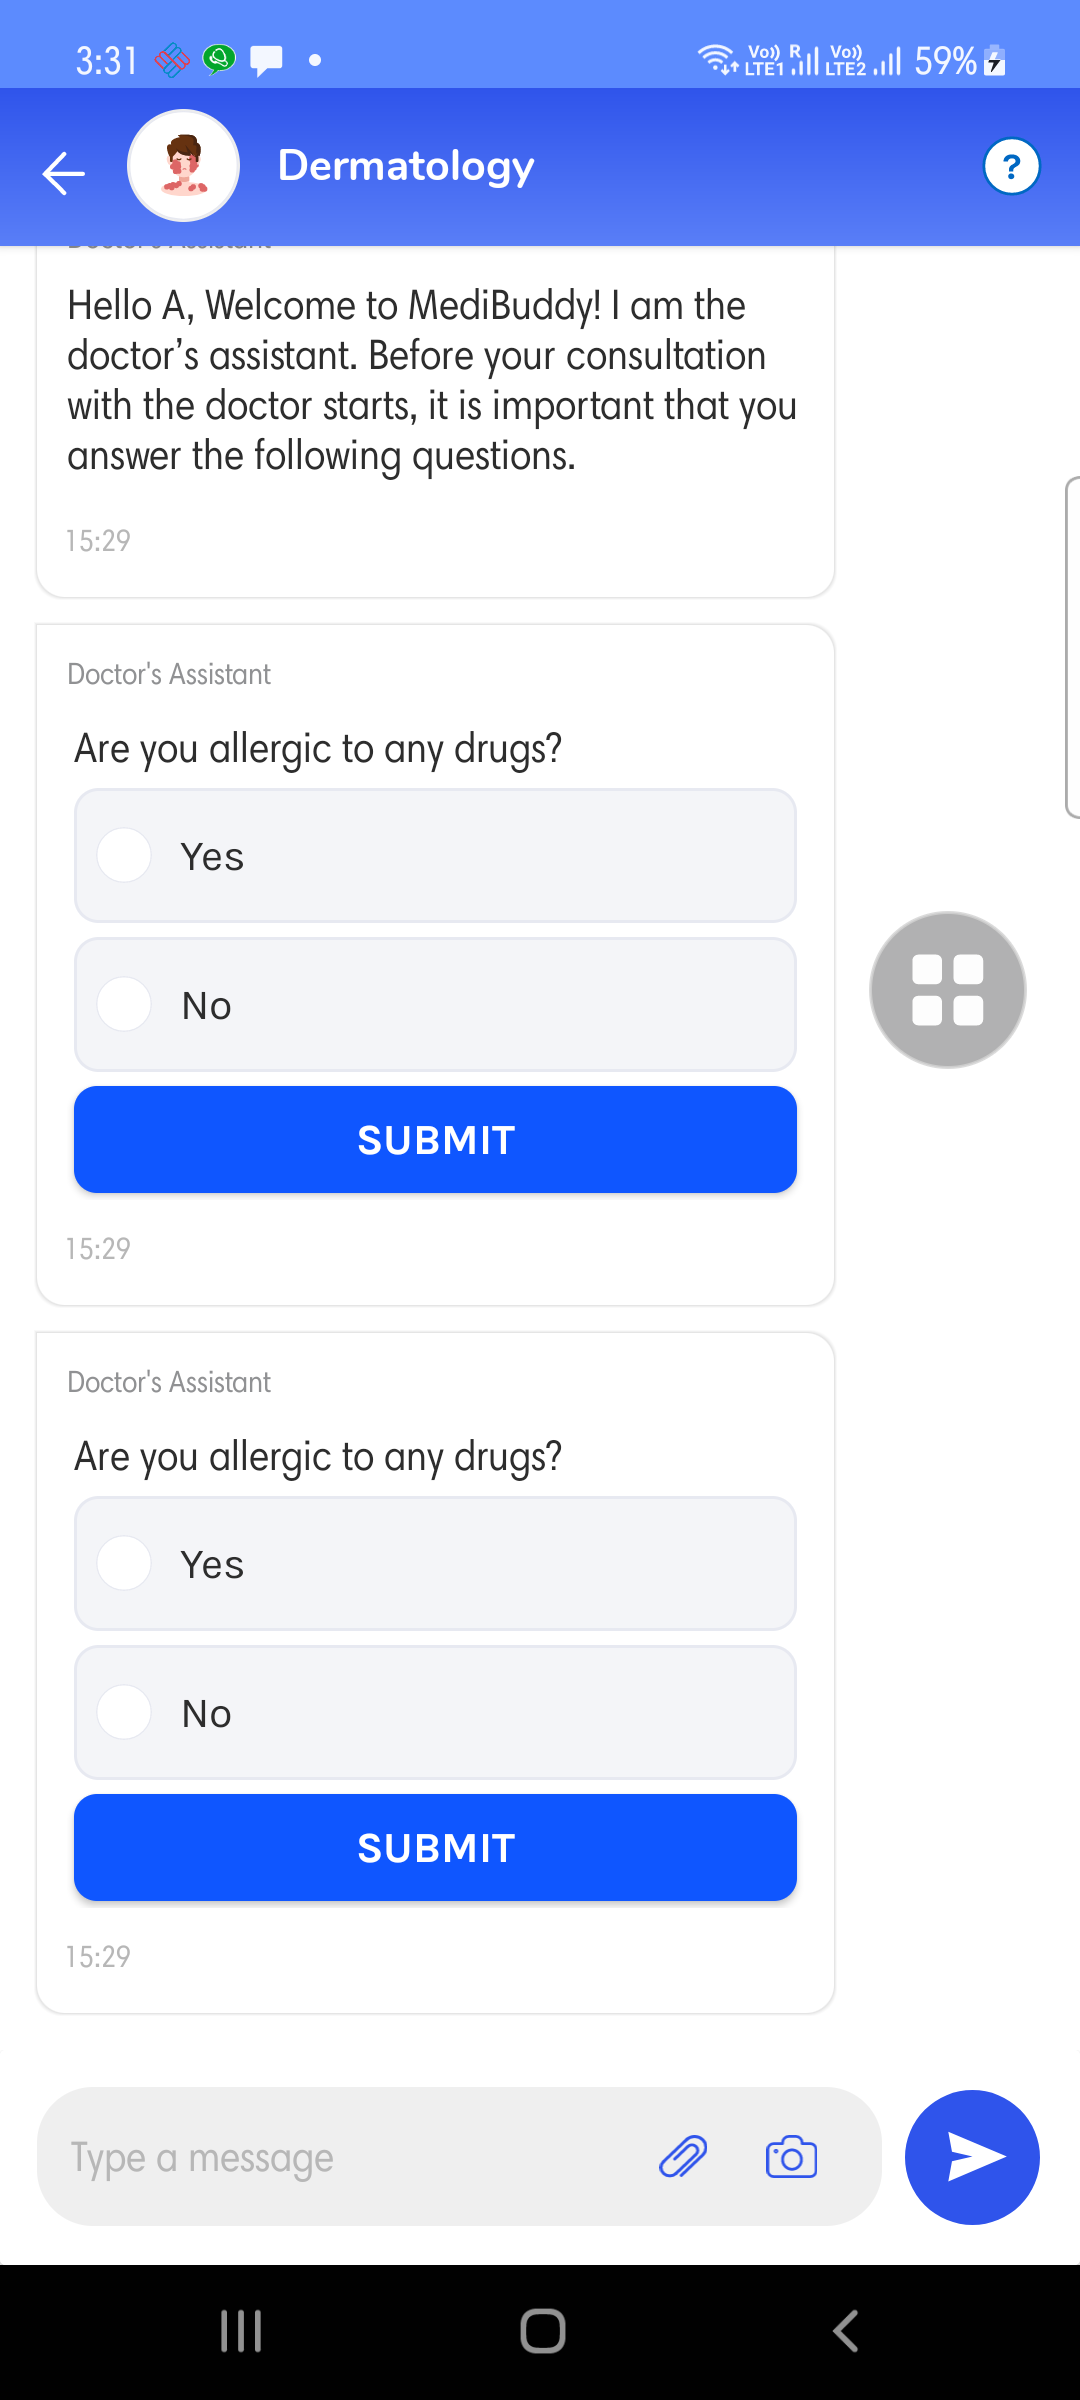 3:31
Vo)) R Vo)) 59%
LTE1 LTE2
Dermatology
?
Hello A, Welcome to MediBuddy! I am the
doctor's assistant. Before your consultation
with the doctor starts, it is important that you
answer the following questions.
15:29
Doctor's Assistant
Are you allergic to any drugs?
Yes
No
SUBMIT
15:29
Doctor's Assistant
Are you allergic to any drugs?
Yes
No
SUBMIT
15:29
Type a message